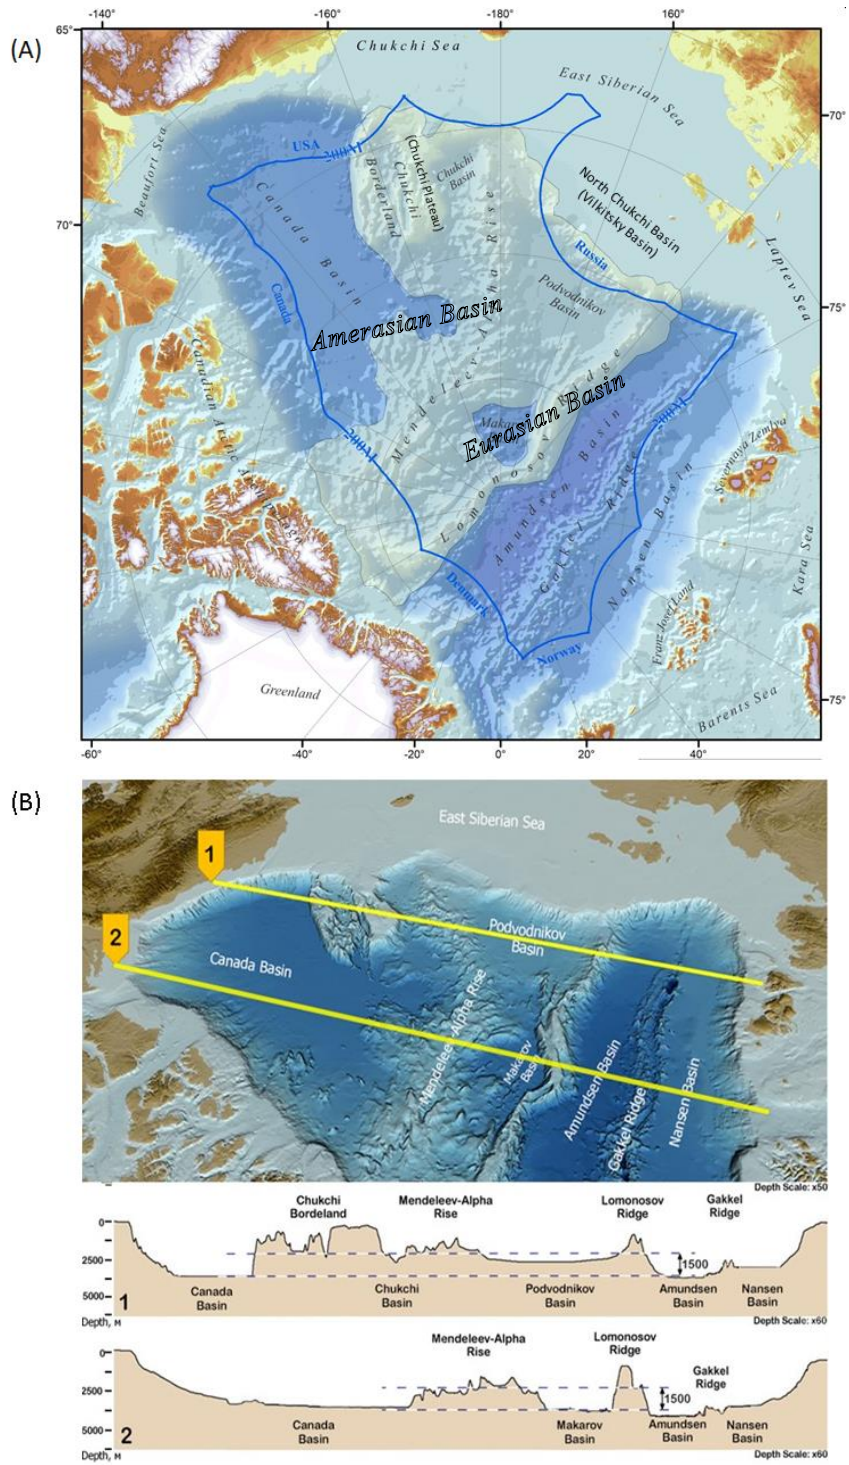 (A)
-140°
-160°
-180°
160°
65°
Chukchi Sea
East Siberian Sea
70°
Beaufort Sea
USA
200M
Borderland
Chukchi
(Chukchi Plateau)
Chukchi
Basin
North Chukchi Basin
(Vilkitsky Basin)
Canada Basin
Russia
Laptev Sea
70°
Canada
Podvodnikov
Basin
75°
Amerasian Basin
Mendeleev-Alpha Rise
Canadian Arctic Archipelago
Eurasian Basin
Lomonosov Ridge
200M
200M
Amundsen Basin
Gakkel Ridge
Nansen Basin
Severnaya Zemlya
Kara Sea
Denmark
Franz Josef Land
Norway
Greenland
Barents Sea
75°
-60°
-40°
-20°
0°
20°
40°
(B)
East Siberian Sea
1
2
Podvodnikov
Basin
Canada Basin
Mendeleev-Alpha Rise
Makarov
Basin
Amundsen Basin
Gakkel Ridge
Nansen Basin
Depth Scale: x50
Chukchi
Bordeland
Mendeleev-Alpha
Rise
Lomonosov
Ridge
Gakkel
Ridge
0
2500
5000
Depth, м
1500
1
Canada
Basin
Chukchi
Basin
Podvodnikov
Basin
Amundsen
Basin
Nansen
Basin
Depth Scale: x60
Mendeleev-Alpha
Rise
Lomonosov
Ridge
Gakkel
Ridge
0
2500
5000
Depth, м
1500
2
Canada
Basin
Makarov
Basin
Amundsen
Basin
Nansen
Basin
Depth Scale: x60